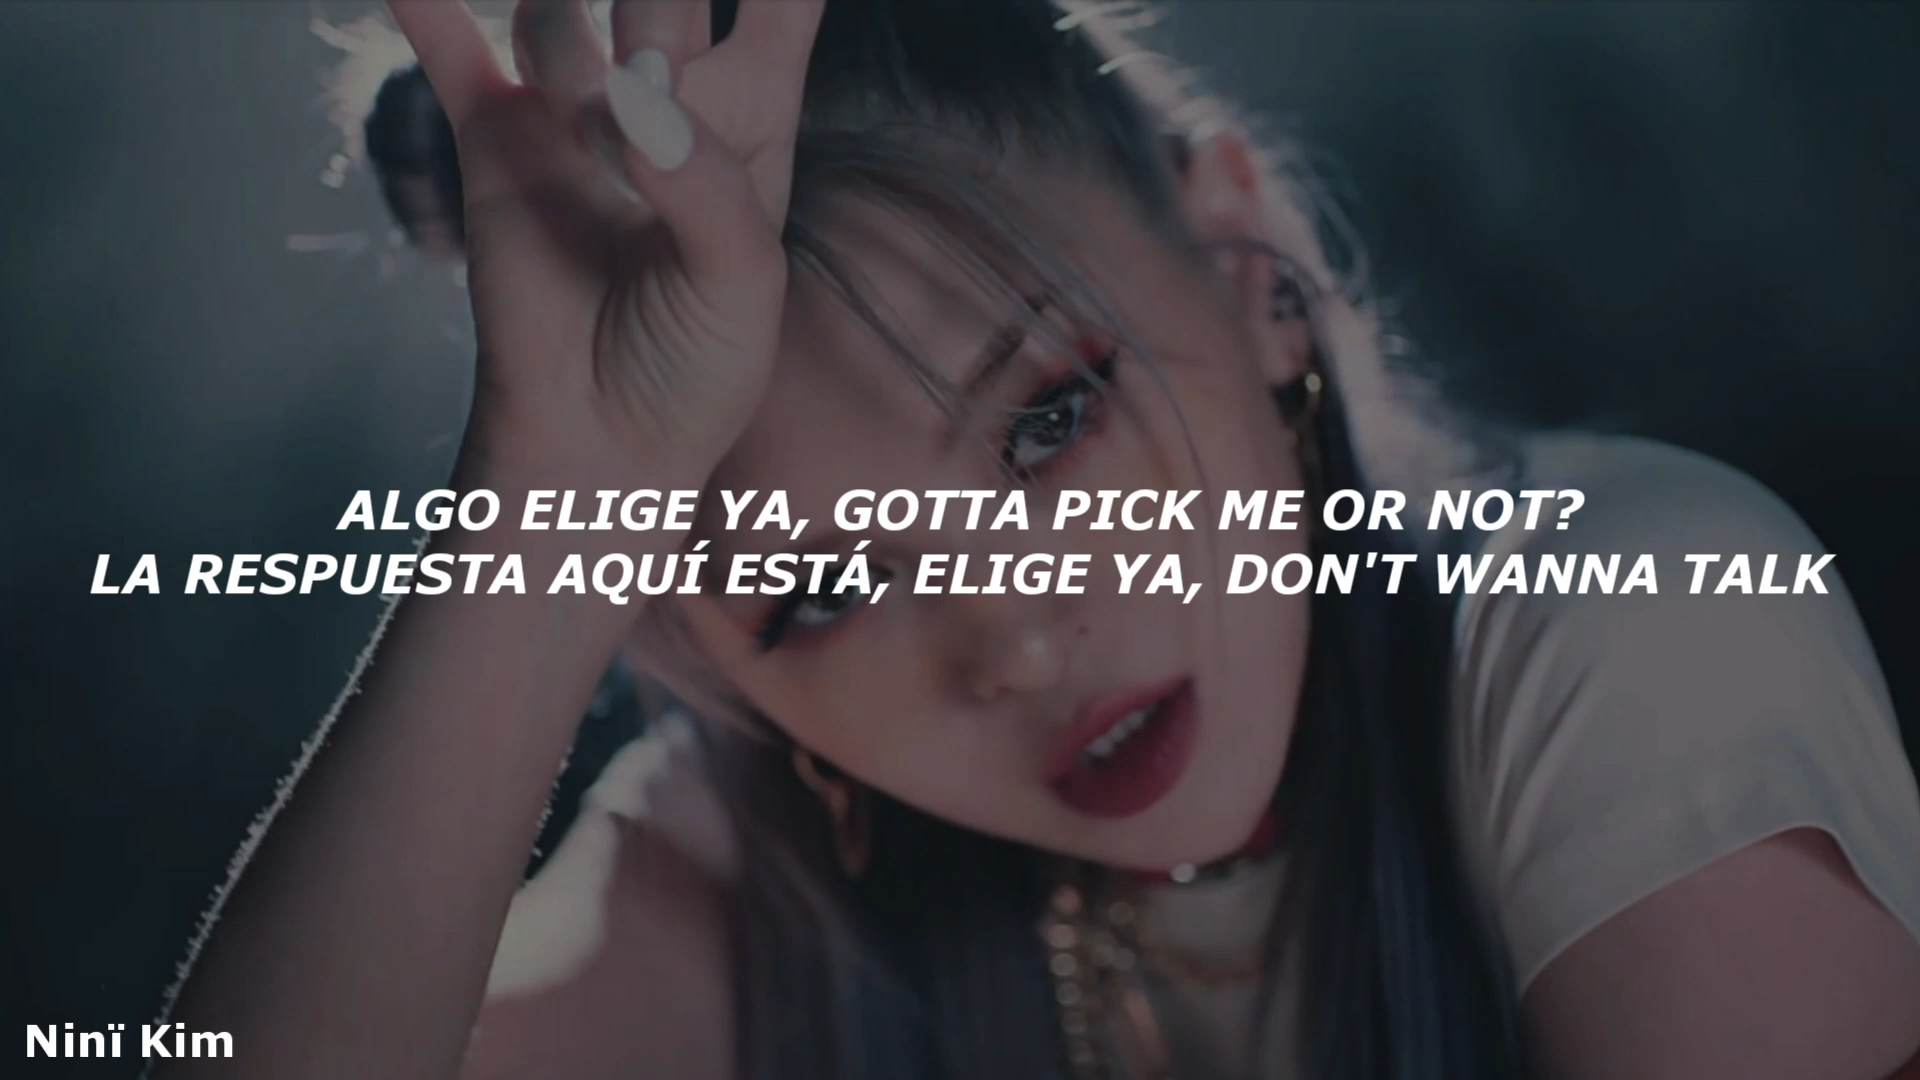 ALGO ELIGE YA, GOTTA PICK ME OR NOT?
LA RESPUESTA AQUÍ ESTÁ, ELIGE YA, DON'T WANNA TALK
Ninï Kim